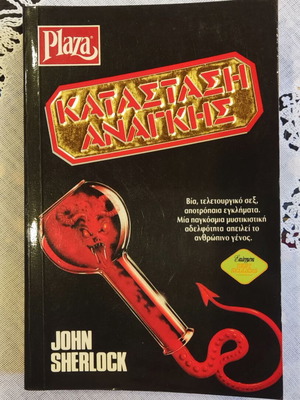 Plaza
ΚΑΤΑΣΤΑΣΗ
ΑΝΑΓΚΗΣ
Βία, τελετουργικό σεξ,
αποτρόπαια εγκλήματα.
Μία παγκόσμια μυστικιστική
αδελφότητα απειλεί το
ανθρώπινο γένος.
JOHN
SHERLOCK